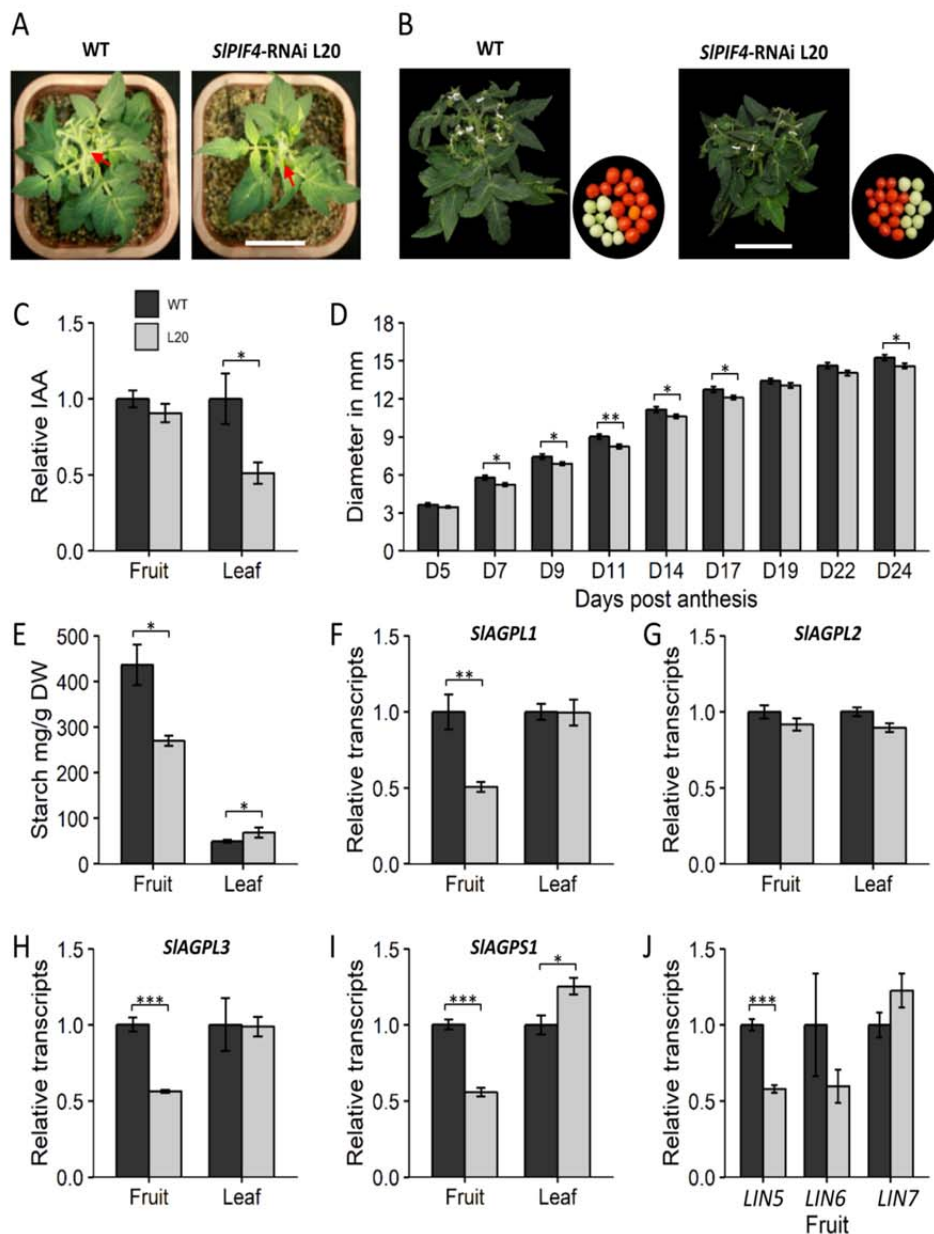 A
B
WT
SlPIF4-RNAi L20
WT
SlPIF4-RNAi L20
C
WT
L20
Relative IAA
1.5
1.0
0.5
0.0
*
Fruit
Leaf
D
Diameter in mm
18
15
12
9
6
3
*
*
**
*
*
*
D5
D7
D9
D11
D14
D17
D19
D22
D24
Days post anthesis
E
Starch mg/g DW
500
400
300
200
100
0
*
*
Fruit
Leaf
F
SlAGPL1
Relative transcripts
1.5
1.0
0.5
0.0
**
Fruit
Leaf
G
SlAGPL2
Relative transcripts
1.5
1.0
0.5
0.0
Fruit
Leaf
H
SlAGPL3
Relative transcripts
1.5
1.0
0.5
0.0
***
Fruit
Leaf
I
SlAGPS1
Relative transcripts
1.5
1.0
0.5
0.0
***
*
Fruit
Leaf
J
Relative transcripts
1.5
1.0
0.5
0.0
***
LIN5
LIN6
LIN7
Fruit